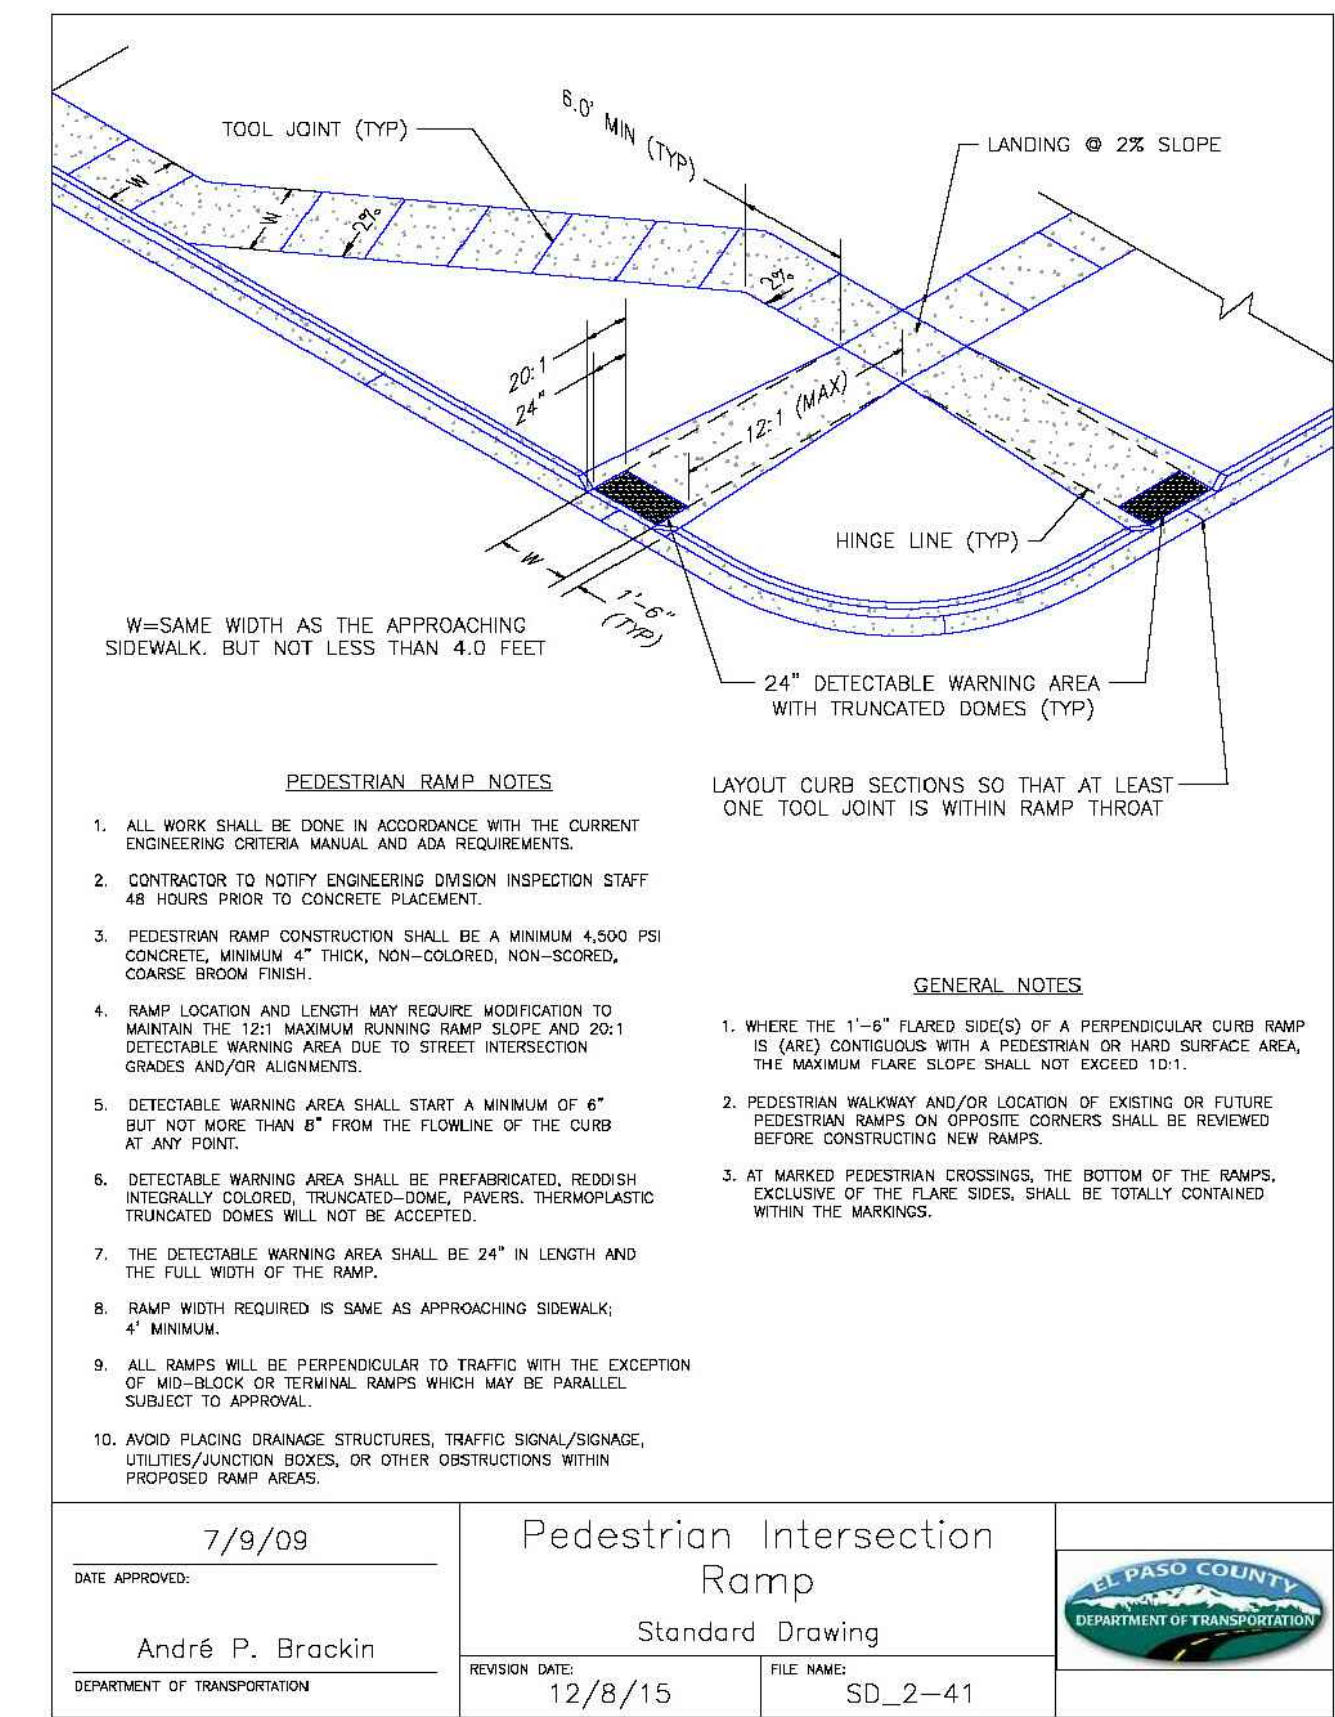 6.0' MIN (TYP)
TOOL JOINT (TYP)
LANDING @ 2% SLOPE
W
W
2%
2%
20:1
24"
12:1 (MAX)
HINGE LINE (TYP)
W
1'-6"
(TYP)
W=SAME WIDTH AS THE APPROACHING
SIDEWALK. BUT NOT LESS THAN 4.0 FEET
24" DETECTABLE WARNING AREA
WITH TRUNCATED DOMES (TYP)
LAYOUT CURB SECTIONS SO THAT AT LEAST
ONE TOOL JOINT IS WITHIN RAMP THROAT
PEDESTRIAN RAMP NOTES
1. ALL WORK SHALL BE DONE IN ACCORDANCE WITH THE CURRENT
ENGINEERING CRITERIA MANUAL AND ADA REQUIREMENTS.
2. CONTRACTOR TO NOTIFY ENGINEERING DIVISION INSPECTION STAFF
48 HOURS PRIOR TO CONCRETE PLACEMENT.
3. PEDESTRIAN RAMP CONSTRUCTION SHALL BE A MINIMUM 4,500 PSI
CONCRETE, MINIMUM 4" THICK, NON-COLORED, NON-SCORED,
COARSE BROOM FINISH.
4. RAMP LOCATION AND LENGTH MAY REQUIRE MODIFICATION TO
MAINTAIN THE 12:1 MAXIMUM RUNNING RAMP SLOPE AND 20:1
DETECTABLE WARNING AREA DUE TO STREET INTERSECTION
GRADES AND/OR ALIGNMENTS.
5. DETECTABLE WARNING AREA SHALL START A MINIMUM OF 6"
BUT NOT MORE THAN 8" FROM THE FLOWLINE OF THE CURB
AT ANY POINT.
6. DETECTABLE WARNING AREA SHALL BE PREFABRICATED, REDDISH
INTEGRALLY COLORED, TRUNCATED-DOME, PAVERS. THERMOPLASTIC
TRUNCATED DOMES WILL NOT BE ACCEPTED.
7. THE DETECTABLE WARNING AREA SHALL BE 24" IN LENGTH AND
THE FULL WIDTH OF THE RAMP.
8. RAMP WIDTH REQUIRED IS SAME AS APPROACHING SIDEWALK;
4' MINIMUM.
9. ALL RAMPS WILL BE PERPENDICULAR TO TRAFFIC WITH THE EXCEPTION
OF MID-BLOCK OR TERMINAL RAMPS WHICH MAY BE PARALLEL
SUBJECT TO APPROVAL.
10. AVOID PLACING DRAINAGE STRUCTURES, TRAFFIC SIGNAL/SIGNAGE,
UTILITIES/JUNCTION BOXES, OR OTHER OBSTRUCTIONS WITHIN
PROPOSED RAMP AREAS.
GENERAL NOTES
1. WHERE THE 1'-6" FLARED SIDE(S) OF A PERPENDICULAR CURB RAMP
IS (ARE) CONTIGUOUS WITH A PEDESTRIAN OR HARD SURFACE AREA,
THE MAXIMUM FLARE SLOPE SHALL NOT EXCEED 10:1.
2. PEDESTRIAN WALKWAY AND/OR LOCATION OF EXISTING OR FUTURE
PEDESTRIAN RAMPS ON OPPOSITE CORNERS SHALL BE REVIEWED
BEFORE CONSTRUCTING NEW RAMPS.
3. AT MARKED PEDESTRIAN CROSSINGS, THE BOTTOM OF THE RAMPS,
EXCLUSIVE OF THE FLARE SIDES, SHALL BE TOTALLY CONTAINED
WITHIN THE MARKINGS.
7/9/09
DATE APPROVED:
André P. Brackin
DEPARTMENT OF TRANSPORTATION
Pedestrian Intersection
Ramp
Standard Drawing
REVISION DATE:
12/8/15
FILE NAME:
SD_2-41
EL PASO COUNTY
DEPARTMENT OF TRANSPORTATION